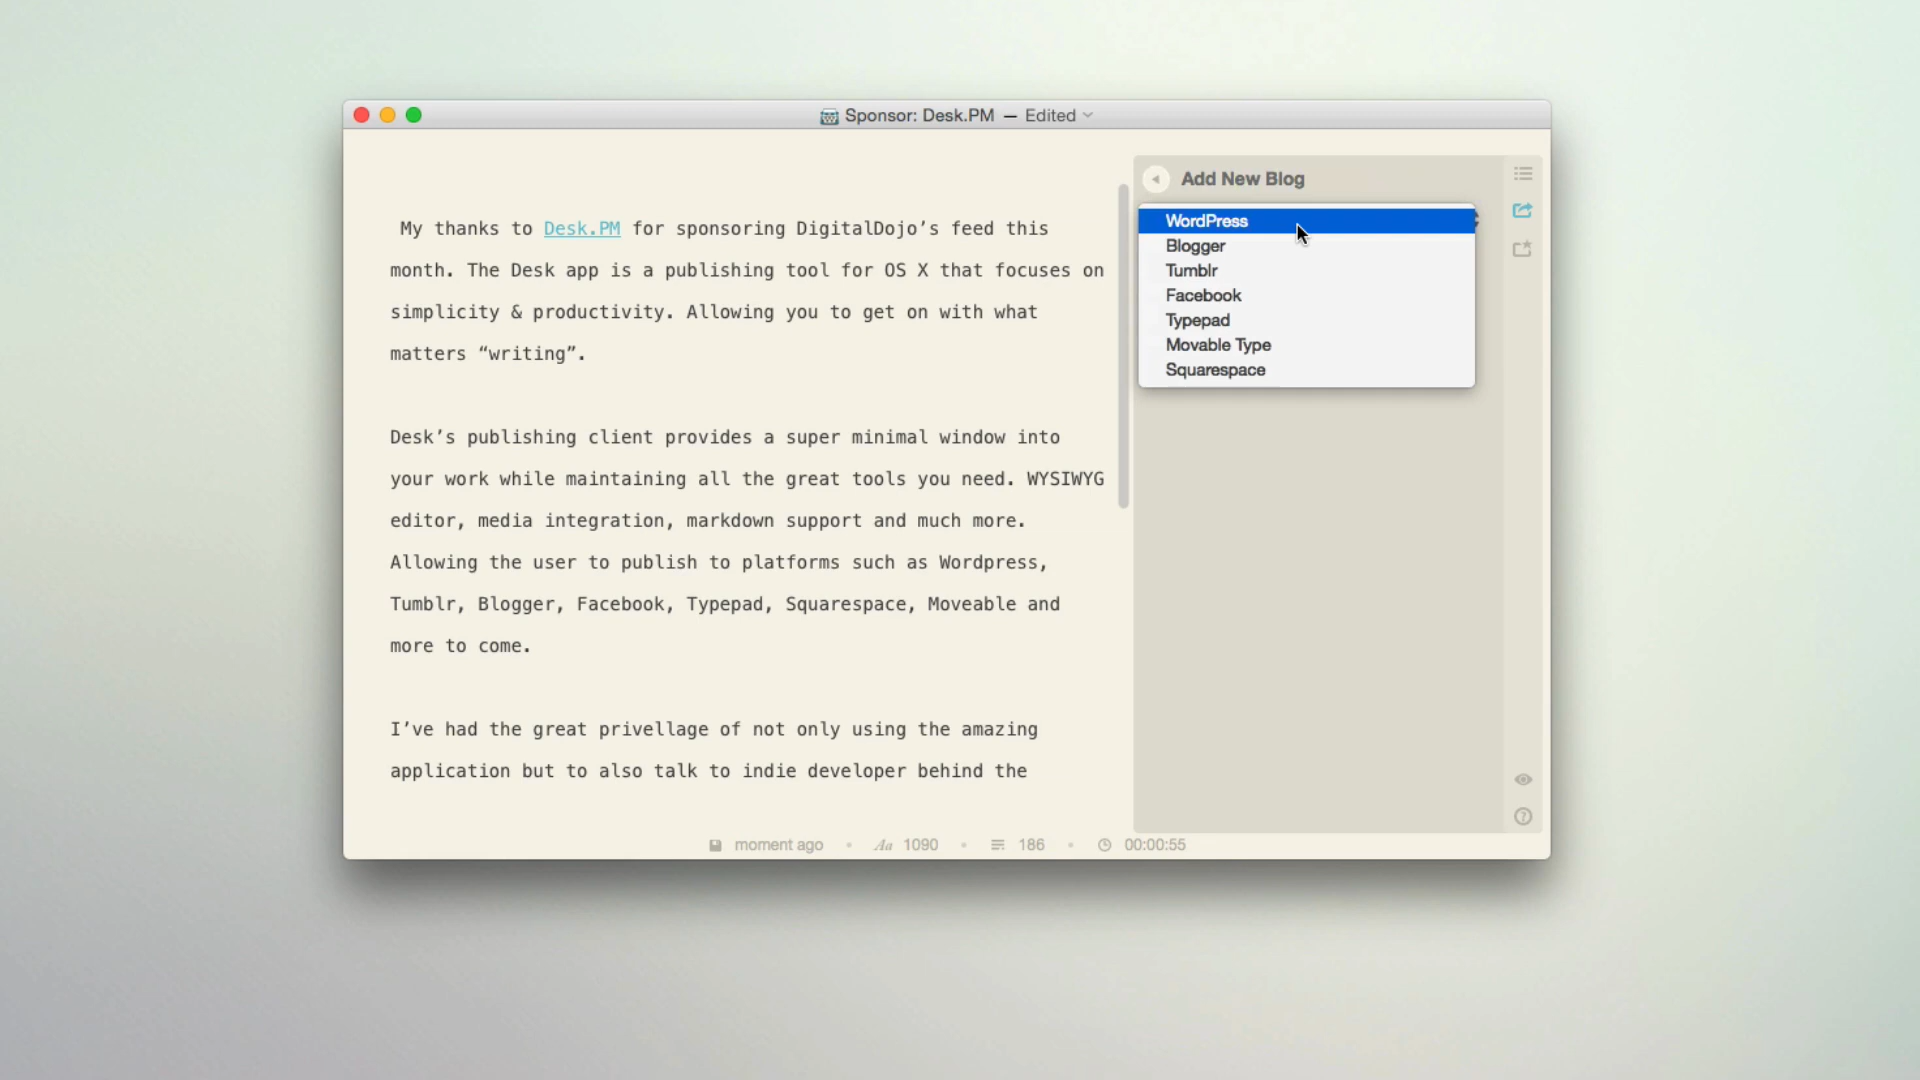 Sponsor: Desk.PM — Edited
My thanks to Desk.PM for sponsoring DigitalDojo’s feed this
month. The Desk app is a publishing tool for OS X that focuses on
simplicity & productivity. Allowing you to get on with what
matters “writing”.
Desk’s publishing client provides a super minimal window into
your work while maintaining all the great tools you need. WYSIWYG
editor, media integration, markdown support and much more.
Allowing the user to publish to platforms such as Wordpress,
Tumblr, Blogger, Facebook, Typepad, Squarespace, Moveable and
more to come.
I’ve had the great privellage of not only using the amazing
application but to also talk to indie developer behind the
Add New Blog
WordPress
Blogger
Tumblr
Facebook
Typepad
Movable Type
Squarespace
moment ago • Aa 1090 • 186 • 00:00:55